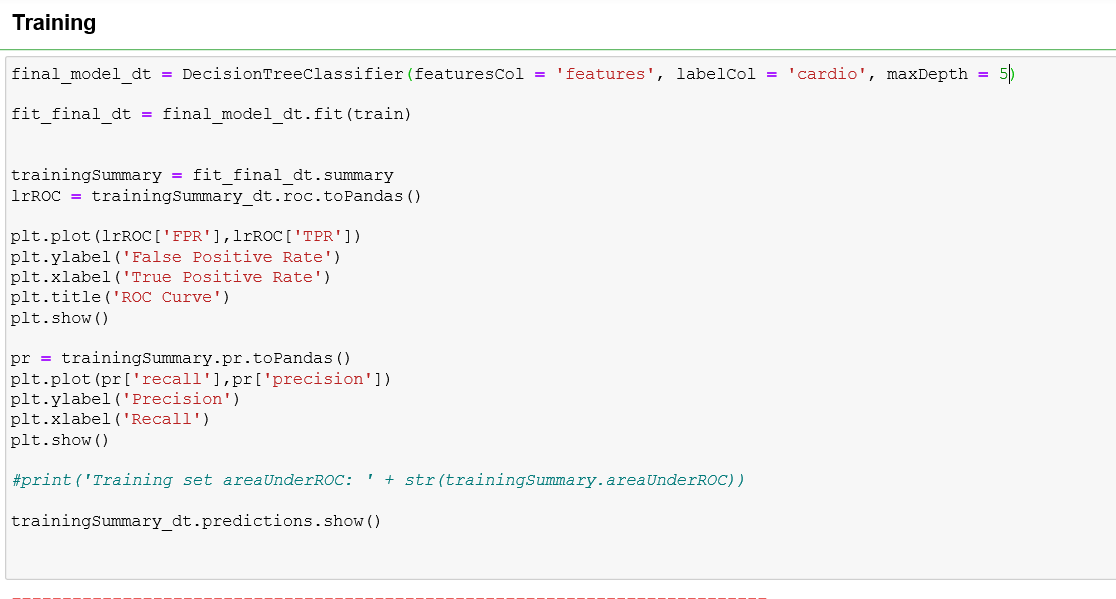 Training
final_model_dt = DecisionTreeClassifier(featuresCol = 'features', labelCol = 'cardio', maxDepth = 5)
fit_final_dt = final_model_dt.fit(train)
trainingSummary = fit_final_dt.summary
lrROC = trainingSummary_dt.roc.toPandas()
plt.plot(lrROC['FPR'],lrROC['TPR'])
plt.ylabel('False Positive Rate')
plt.xlabel('True Positive Rate')
plt.title('ROC Curve')
plt.show()
pr = trainingSummary.pr.toPandas()
plt.plot(pr['recall'],pr['precision'])
plt.ylabel('Precision')
plt.xlabel('Recall')
plt.show()
#print('Training set areaUnderROC: ' + str(trainingSummary.areaUnderROC))
trainingSummary_dt.predictions.show()
---------------------------------------------------------------------------